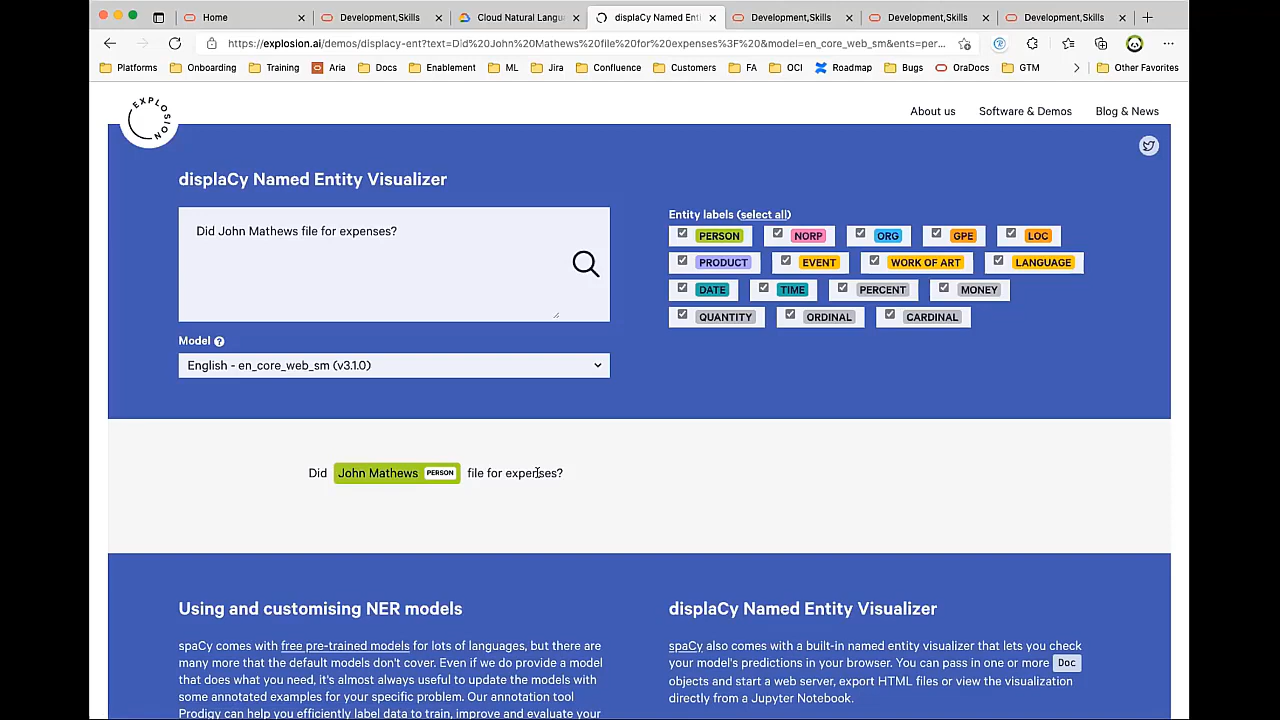 Home
Development,Skills
Cloud Natural Langu
displaCy Named Enti
Development,Skills
Development,Skills
Development,Skills
https://explosion.ai/demos/displacy-ent?text=Did%20John%20Mathews%20file%20for%20expenses%3F%20&model=en_core_web_sm&ents=per...
Platforms
Onboarding
Training
Aria
Docs
Enablement
ML
Jira
Confluence
Customers
FA
OCI
Roadmap
Bugs
OraDocs
GTM
Other Favorites
EXPLOSION
About us
Software & Demos
Blog & News
displaCy Named Entity Visualizer
Did John Mathews file for expenses?
Model ?
English - en_core_web_sm (v3.1.0)
Entity labels (select all)
PERSON NORP ORG GPE LOC
PRODUCT EVENT WORK OF ART LANGUAGE
DATE TIME PERCENT MONEY
QUANTITY ORDINAL CARDINAL
Did John Mathews PERSON file for expenses?
Using and customising NER models
spaCy comes with free pre-trained models for lots of languages, but there are
many more that the default models don't cover. Even if we do provide a model
that does what you need, it's almost always useful to update the models with
some annotated examples for your specific problem. Our annotation tool
Prodigy can help you efficiently label data to train, improve and evaluate your
displaCy Named Entity Visualizer
spaCy also comes with a built-in named entity visualizer that lets you check
your model's predictions in your browser. You can pass in one or more Doc
objects and start a web server, export HTML files or view the visualization
directly from a Jupyter Notebook.